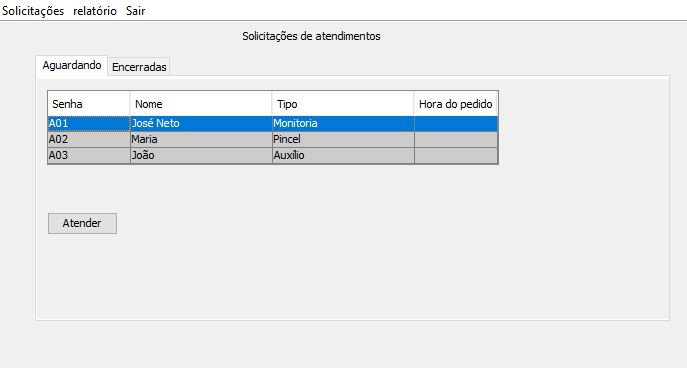 Solicitações relatório Sair
Solicitações de atendimentos
Aguardando Encerradas
Senha Nome Tipo Hora do pedido
A01 José Neto Monitoria
A02 Maria Pincel
A03 João Auxílio
Atender